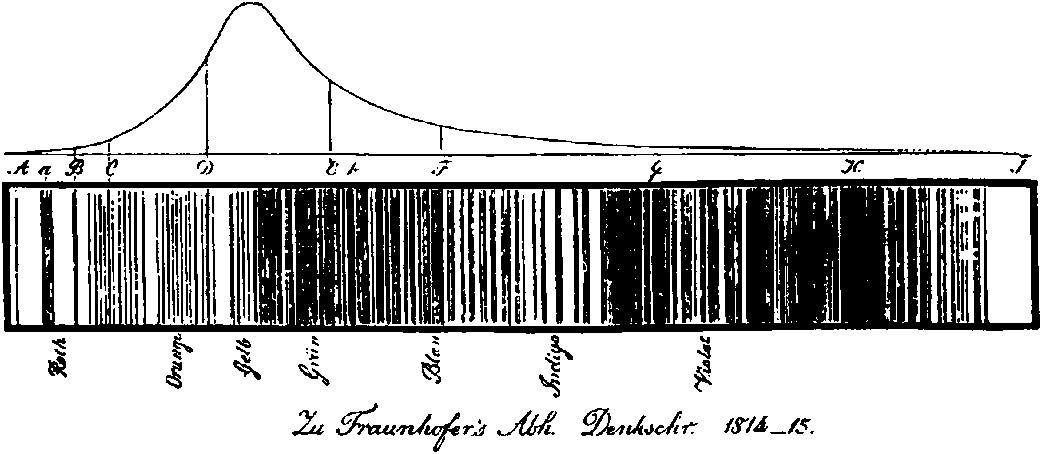 A a B C D E b F G H I
Roth Orange Gelb Grün Blau Indigo Violet
Zu Fraunhofer's Abh. Denkschr. 1814_15.